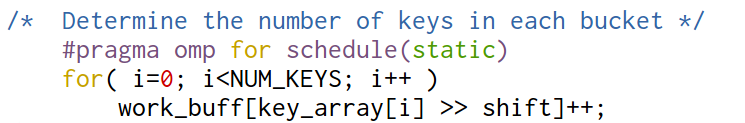 /*  Determine the number of keys in each bucket */
    #pragma omp for schedule(static)
    for( i=0; i<NUM_KEYS; i++ )
        work_buff[key_array[i] >> shift]++;